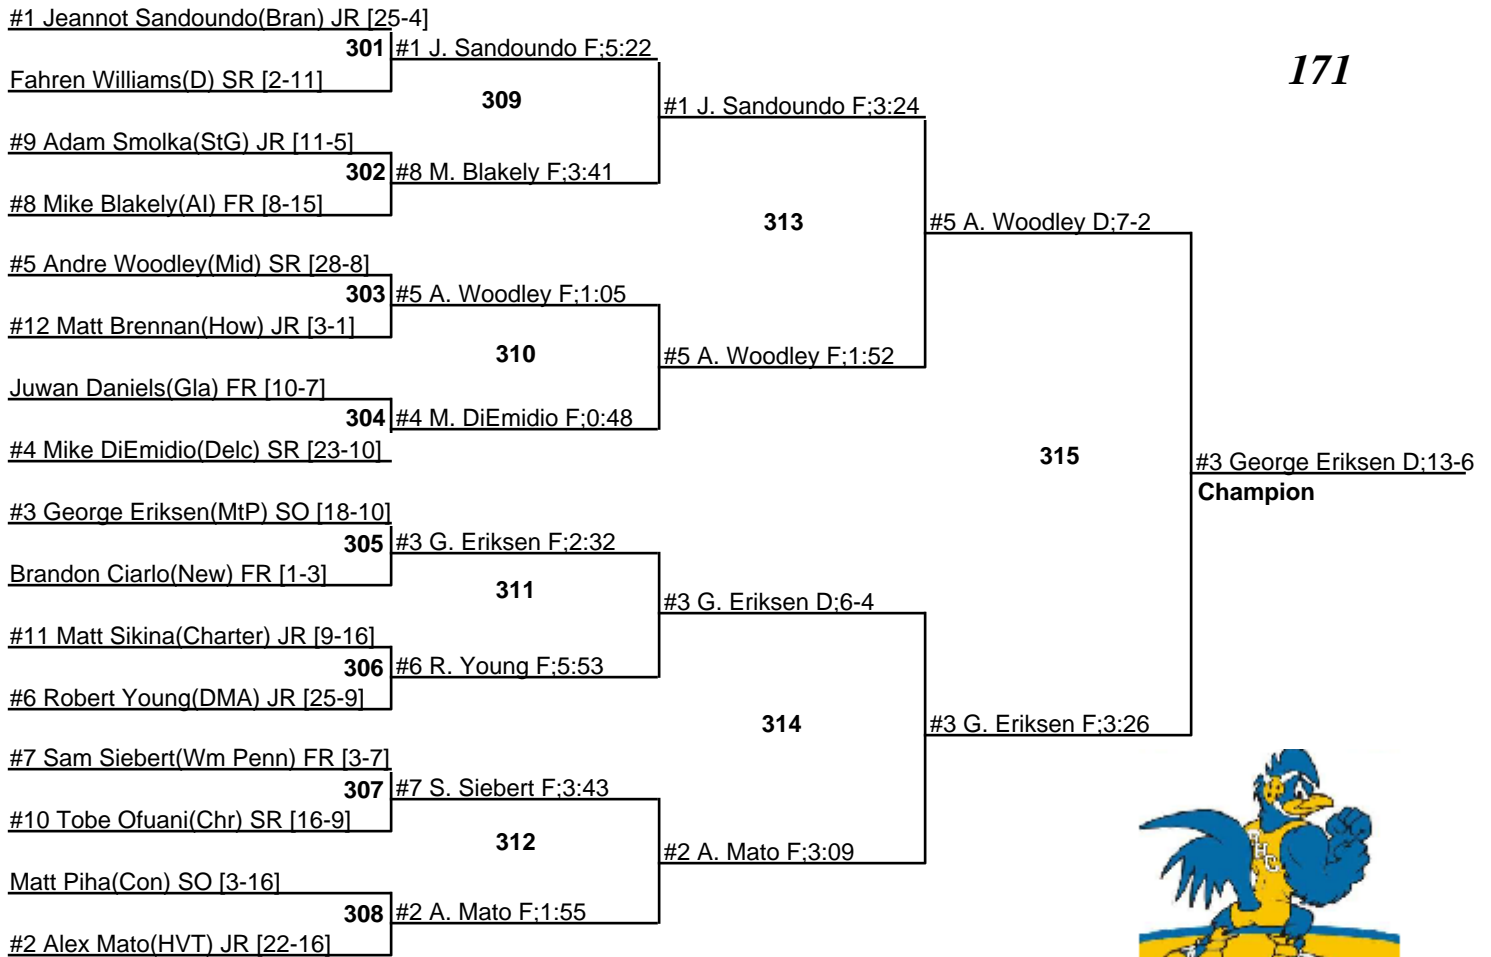 #1 Jeannot Sandoundo(Bran) JR [25-4]
301 #1 J. Sandoundo F;5:22
171
Fahren Williams(D) SR [2-11]
309
#1 J. Sandoundo F;3:24
#9 Adam Smolka(StG) JR [11-5]
302 #8 M. Blakely F;3:41
#8 Mike Blakely(AI) FR [8-15]
313
#5 A. Woodley D;7-2
#5 Andre Woodley(Mid) SR [28-8]
303 #5 A. Woodley F;1:05
#12 Matt Brennan(How) JR [3-1]
310
#5 A. Woodley F;1:52
Juwan Daniels(Gla) FR [10-7]
304 #4 M. DiEmidio F;0:48
#4 Mike DiEmidio(Delc) SR [23-10]
315
#3 George Eriksen D;13-6
Champion
#3 George Eriksen(MtP) SO [18-10]
305 #3 G. Eriksen F;2:32
Brandon Ciarlo(New) FR [1-3]
311
#3 G. Eriksen D;6-4
#11 Matt Sikina(Charter) JR [9-16]
306 #6 R. Young F;5:53
#6 Robert Young(DMA) JR [25-9]
314
#3 G. Eriksen F;3:26
#7 Sam Siebert(Wm Penn) FR [3-7]
307 #7 S. Siebert F;3:43
#10 Tobe Ofuani(Chr) SR [16-9]
312
#2 A. Mato F;3:09
Matt Piha(Con) SO [3-16]
308 #2 A. Mato F;1:55
#2 Alex Mato(HVT) JR [22-16]